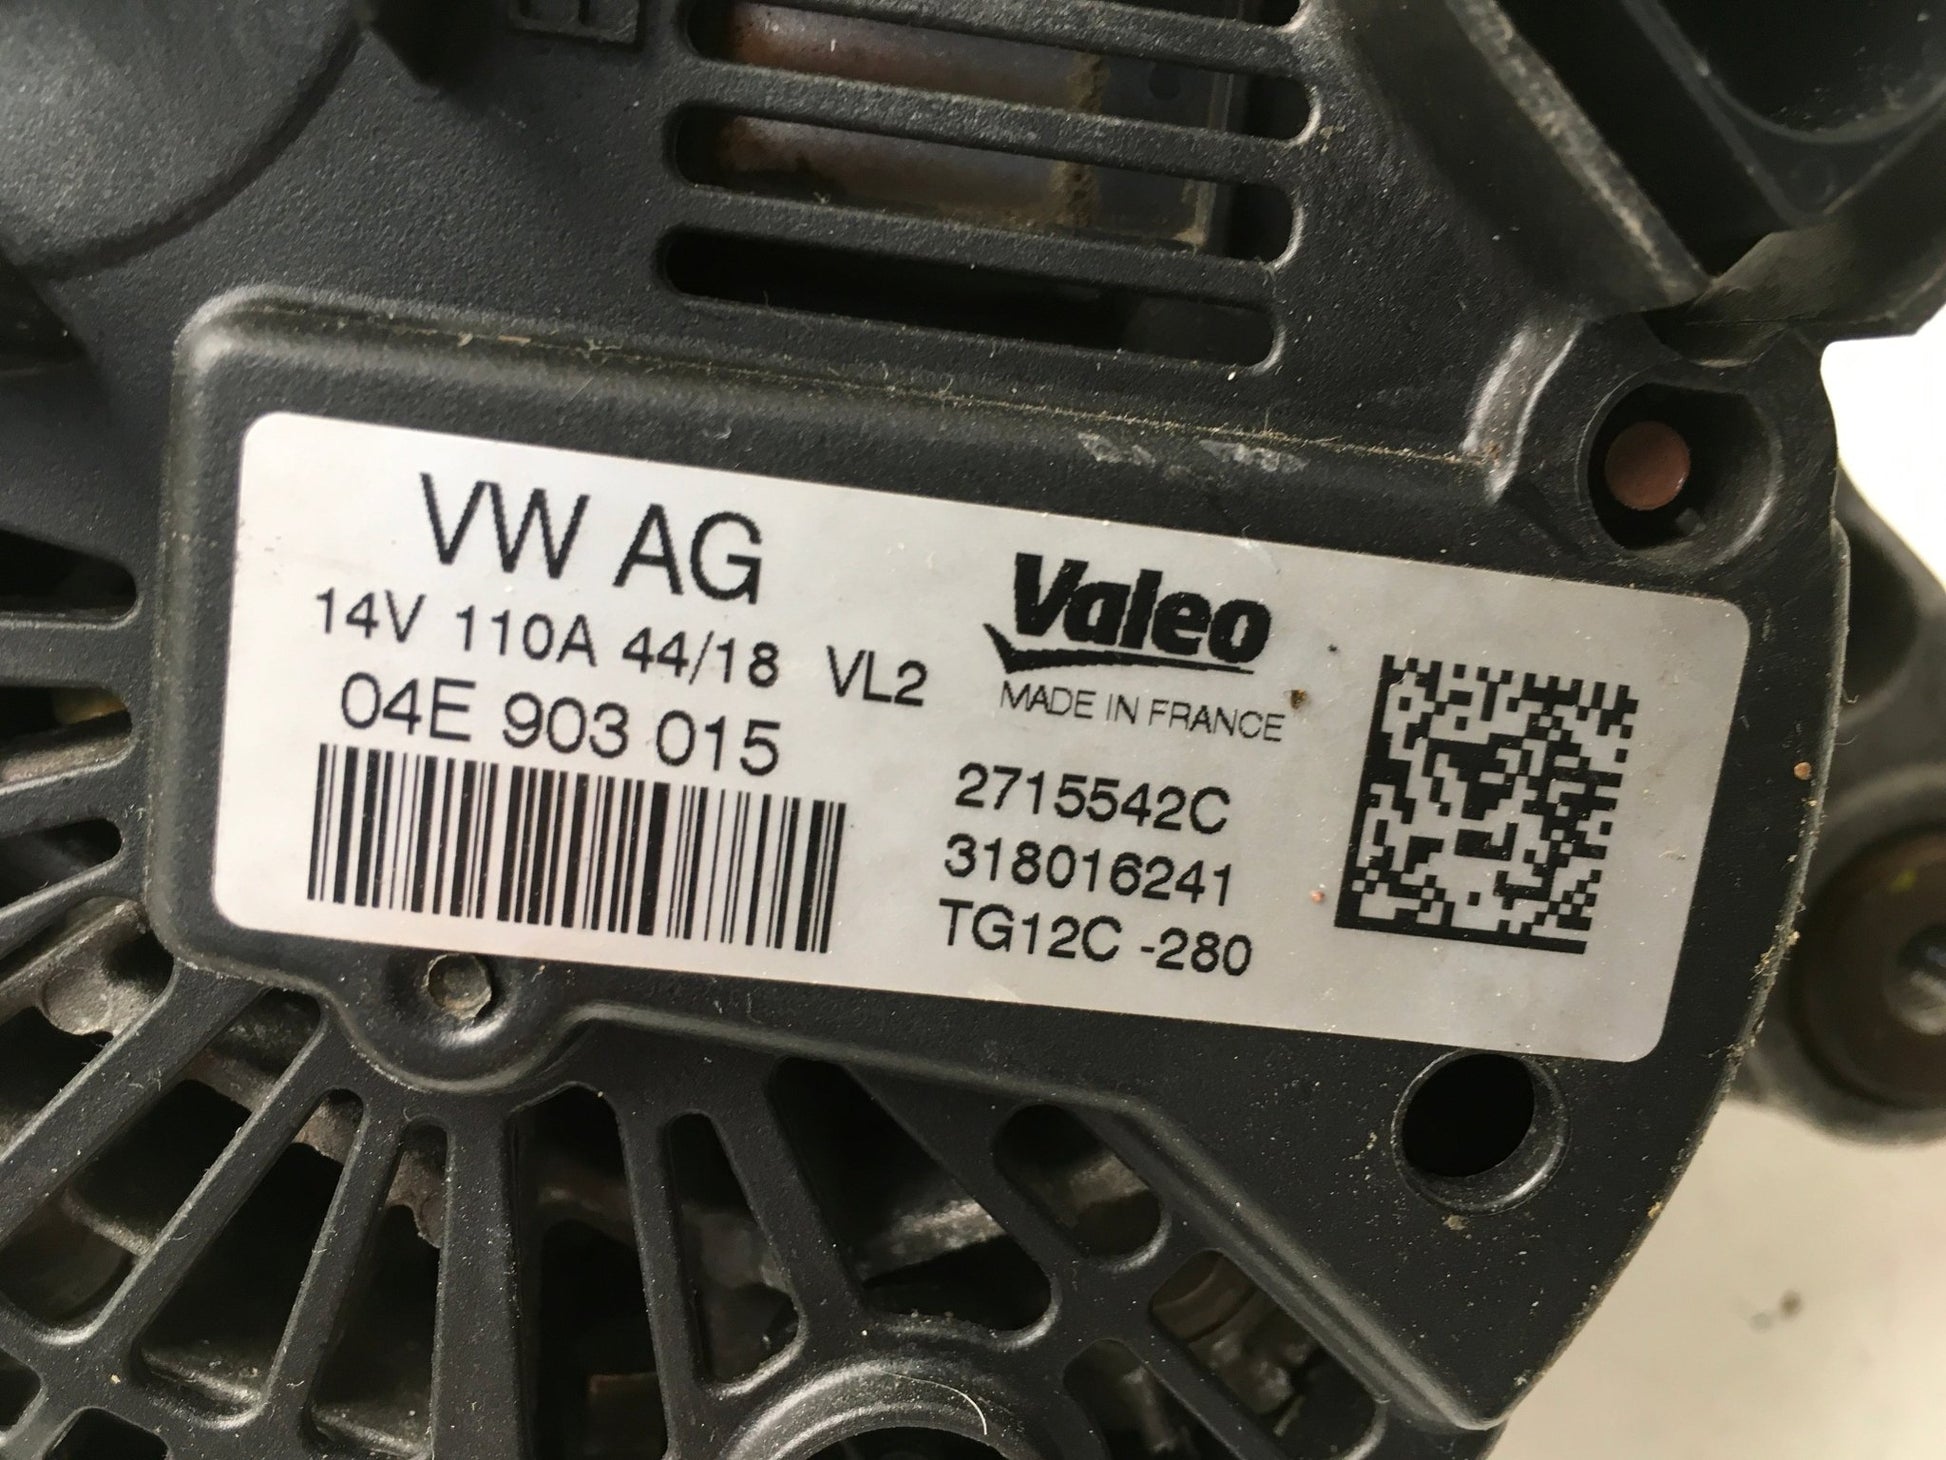 VW AG
14V 110A 44/18 VL2
04E 903 015
Valeo
MADE IN FRANCE
2715542C
318016241
TG12C -280